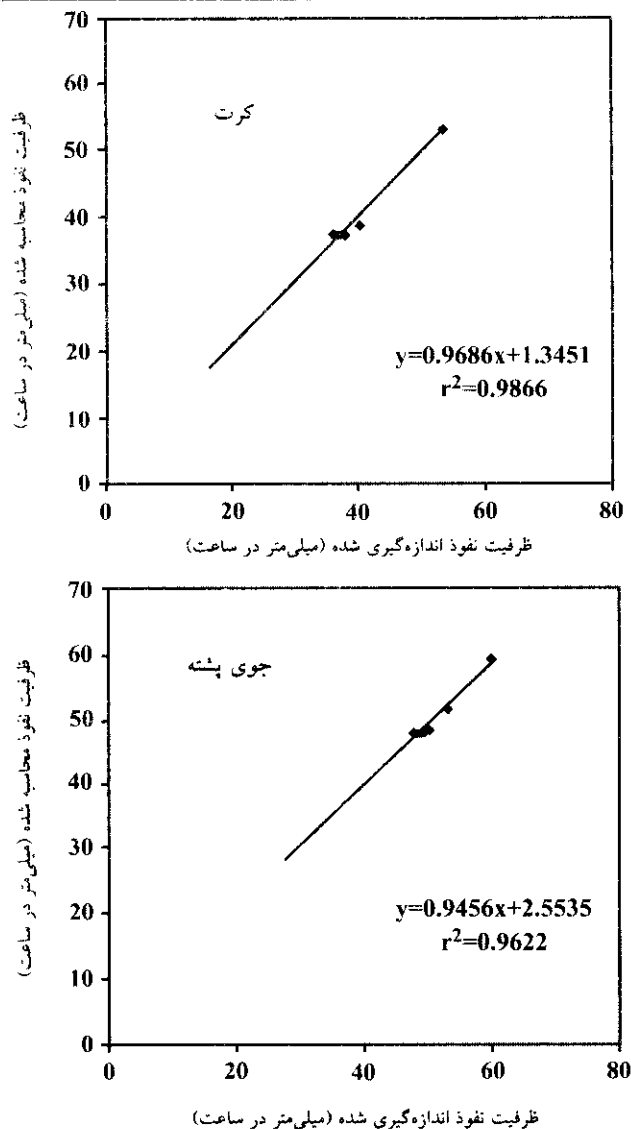 70
60
50
40
30
20
10
0
ظرفیت نفوذ محاسبه شده (میلی‌متر در ساعت)
کرت
y=0.9686x+1.3451
r²=0.9866
0 20 40 60 80
ظرفیت نفوذ اندازه‌گیری شده (میلی‌متر در ساعت)
70
60
50
40
30
20
10
0
ظرفیت نفوذ محاسبه شده (میلی‌متر در ساعت)
جوی پشته
y=0.9456x+2.5535
r²=0.9622
0 20 40 60 80
ظرفیت نفوذ اندازه‌گیری شده (میلی‌متر در ساعت)